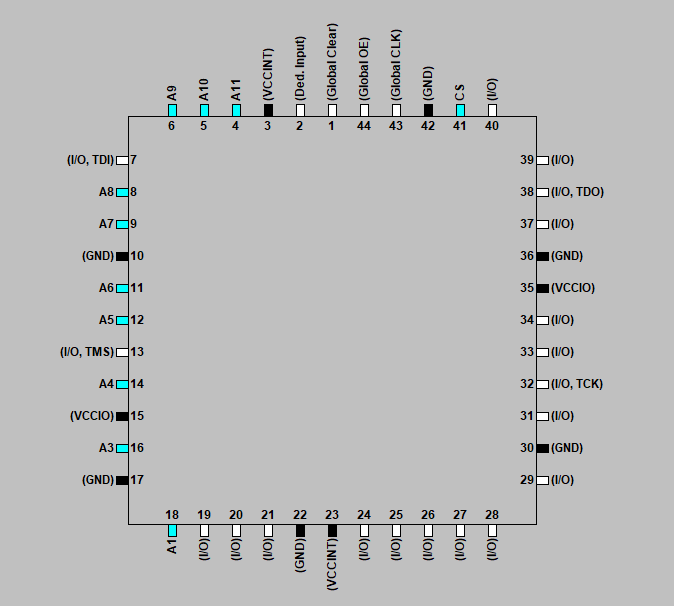 A9 A10 A11 (VCCINT) (Ded. Input) (Global Clear) (Global OE) (Global CLK) (GND) CS (I/O)
6 5 4 3 2 1 44 43 42 41 40
(I/O, TDI) 7 39 (I/O)
A8 8 38 (I/O, TDO)
A7 9 37 (I/O)
(GND) 10 36 (GND)
A6 11 35 (VCCIO)
A5 12 34 (I/O)
(I/O, TMS) 13 33 (I/O)
A4 14 32 (I/O, TCK)
(VCCIO) 15 31 (I/O)
A3 16 30 (GND)
(GND) 17 29 (I/O)
18 19 20 21 22 23 24 25 26 27 28
A1 (I/O) (I/O) (I/O) (GND) (VCCINT) (I/O) (I/O) (I/O) (I/O) (I/O)